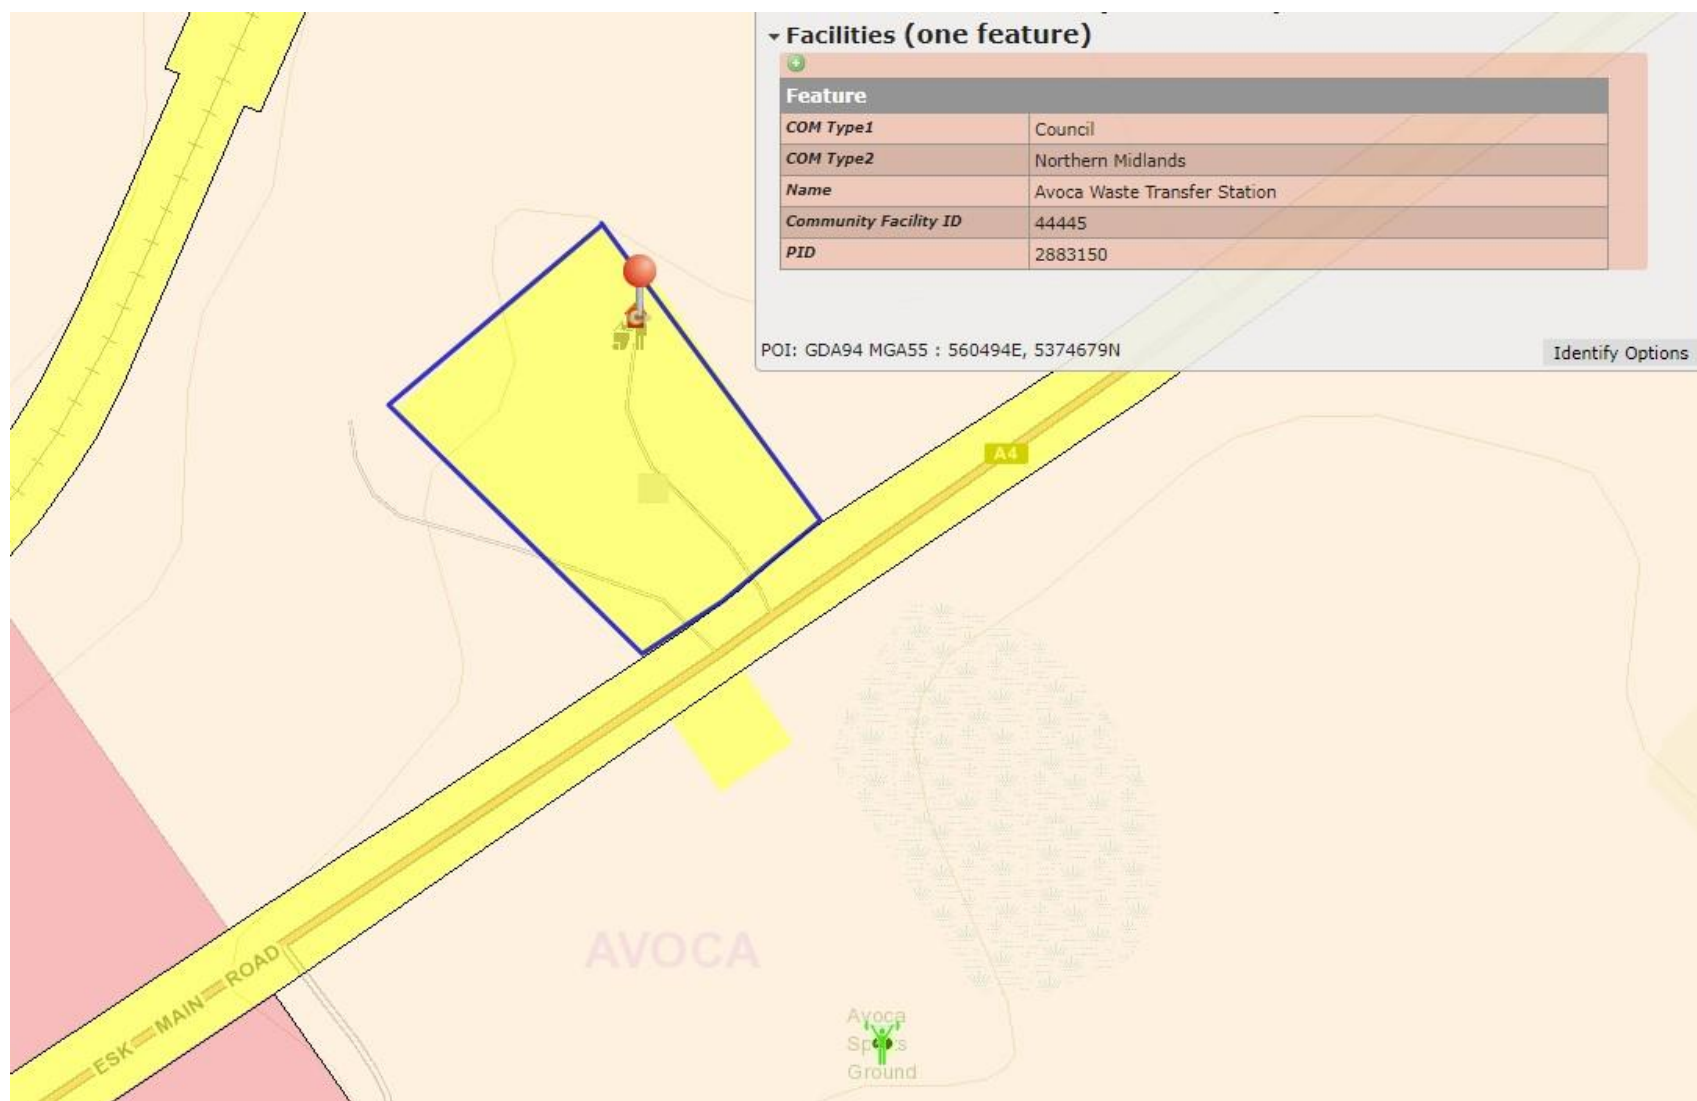 Facilities (one feature)
Feature
COM Type1 Council
COM Type2 Northern Midlands
Name Avoca Waste Transfer Station
Community Facility ID 44445
PID 2883150
POI: GDA94 MGA55 : 560494E, 5374679N
Identify Options
A4
AVOCA
ESK MAIN ROAD
Avoca
Ground